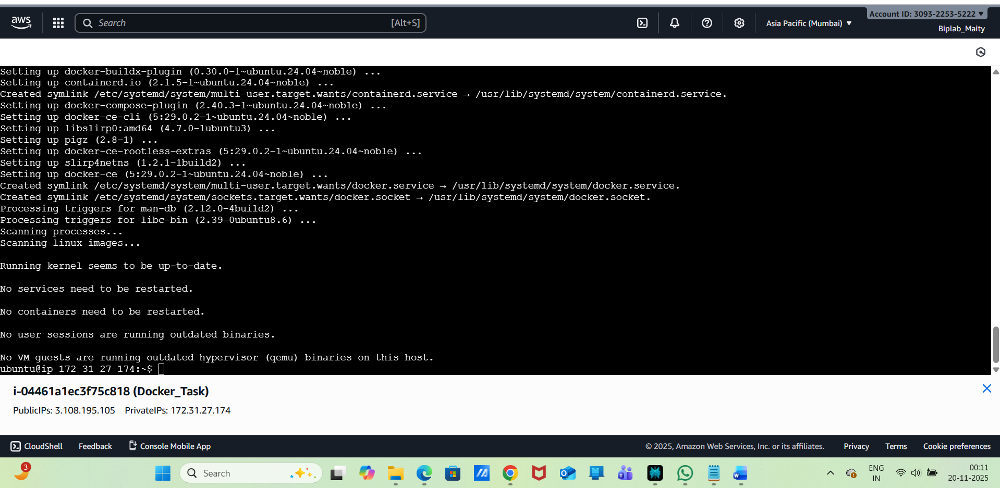 aws
Search [Alt+S]
Asia Pacific (Mumbai)
Account ID: 3093-2253-5222
Biplab_Maity
Setting up docker-buildx-plugin (0.30.0-1~ubuntu.24.04~noble) ...
Setting up containerd.io (2.1.5-1~ubuntu.24.04~noble) ...
Created symlink /etc/systemd/system/multi-user.target.wants/containerd.service → /usr/lib/systemd/system/containerd.service.
Setting up docker-compose-plugin (2.40.3-1~ubuntu.24.04~noble) ...
Setting up docker-ce-cli (5:29.0.2-1~ubuntu.24.04~noble) ...
Setting up libslirp0:amd64 (4.7.0-1ubuntu3) ...
Setting up pigz (2.8-1) ...
Setting up docker-ce-rootless-extras (5:29.0.2-1~ubuntu.24.04~noble) ...
Setting up slirp4netns (1.2.1-1build2) ...
Setting up docker-ce (5:29.0.2-1~ubuntu.24.04~noble) ...
Created symlink /etc/systemd/system/multi-user.target.wants/docker.service → /usr/lib/systemd/system/docker.service.
Created symlink /etc/systemd/system/sockets.target.wants/docker.socket → /usr/lib/systemd/system/docker.socket.
Processing triggers for man-db (2.12.0-4build2) ...
Processing triggers for libc-bin (2.39-0ubuntu8.6) ...
Scanning processes...
Scanning linux images...
Running kernel seems to be up-to-date.
No services need to be restarted.
No containers need to be restarted.
No user sessions are running outdated binaries.
No VM guests are running outdated hypervisor (qemu) binaries on this host.
ubuntu@ip-172-31-27-174:~$
i-04461a1ec3f75c818 (Docker_Task)
PublicIPs: 3.108.195.105 PrivateIPs: 172.31.27.174
CloudShell Feedback Console Mobile App © 2025, Amazon Web Services, Inc. or its affiliates. Privacy Terms Cookie preferences
3
Search
ENG
IN
00:11
20-11-2025